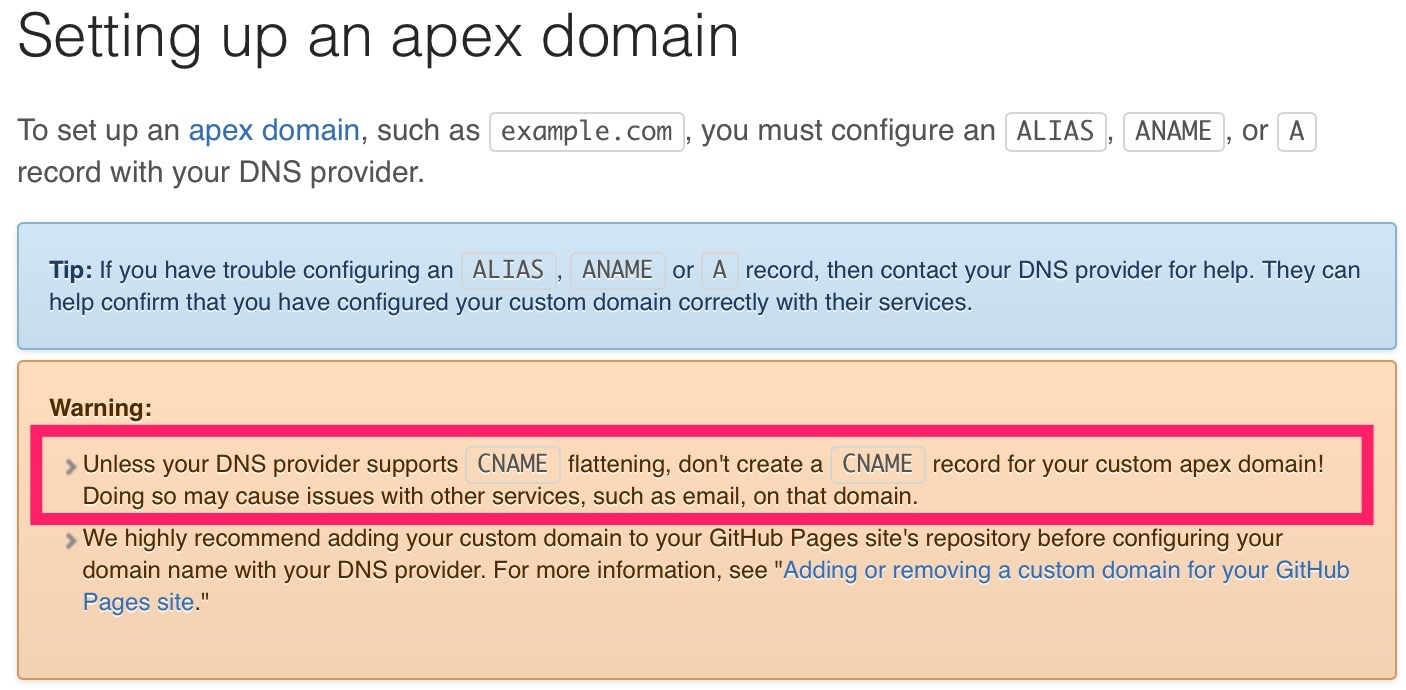 Setting up an apex domain
To set up an apex domain, such as example.com, you must configure an ALIAS, ANAME, or A
record with your DNS provider.
Tip: If you have trouble configuring an ALIAS, ANAME or A record, then contact your DNS provider for help. They can
help confirm that you have configured your custom domain correctly with their services.
Warning:
Unless your DNS provider supports CNAME flattening, don't create a CNAME record for your custom apex domain!
Doing so may cause issues with other services, such as email, on that domain.
We highly recommend adding your custom domain to your GitHub Pages site's repository before configuring your
domain name with your DNS provider. For more information, see "Adding or removing a custom domain for your GitHub
Pages site."